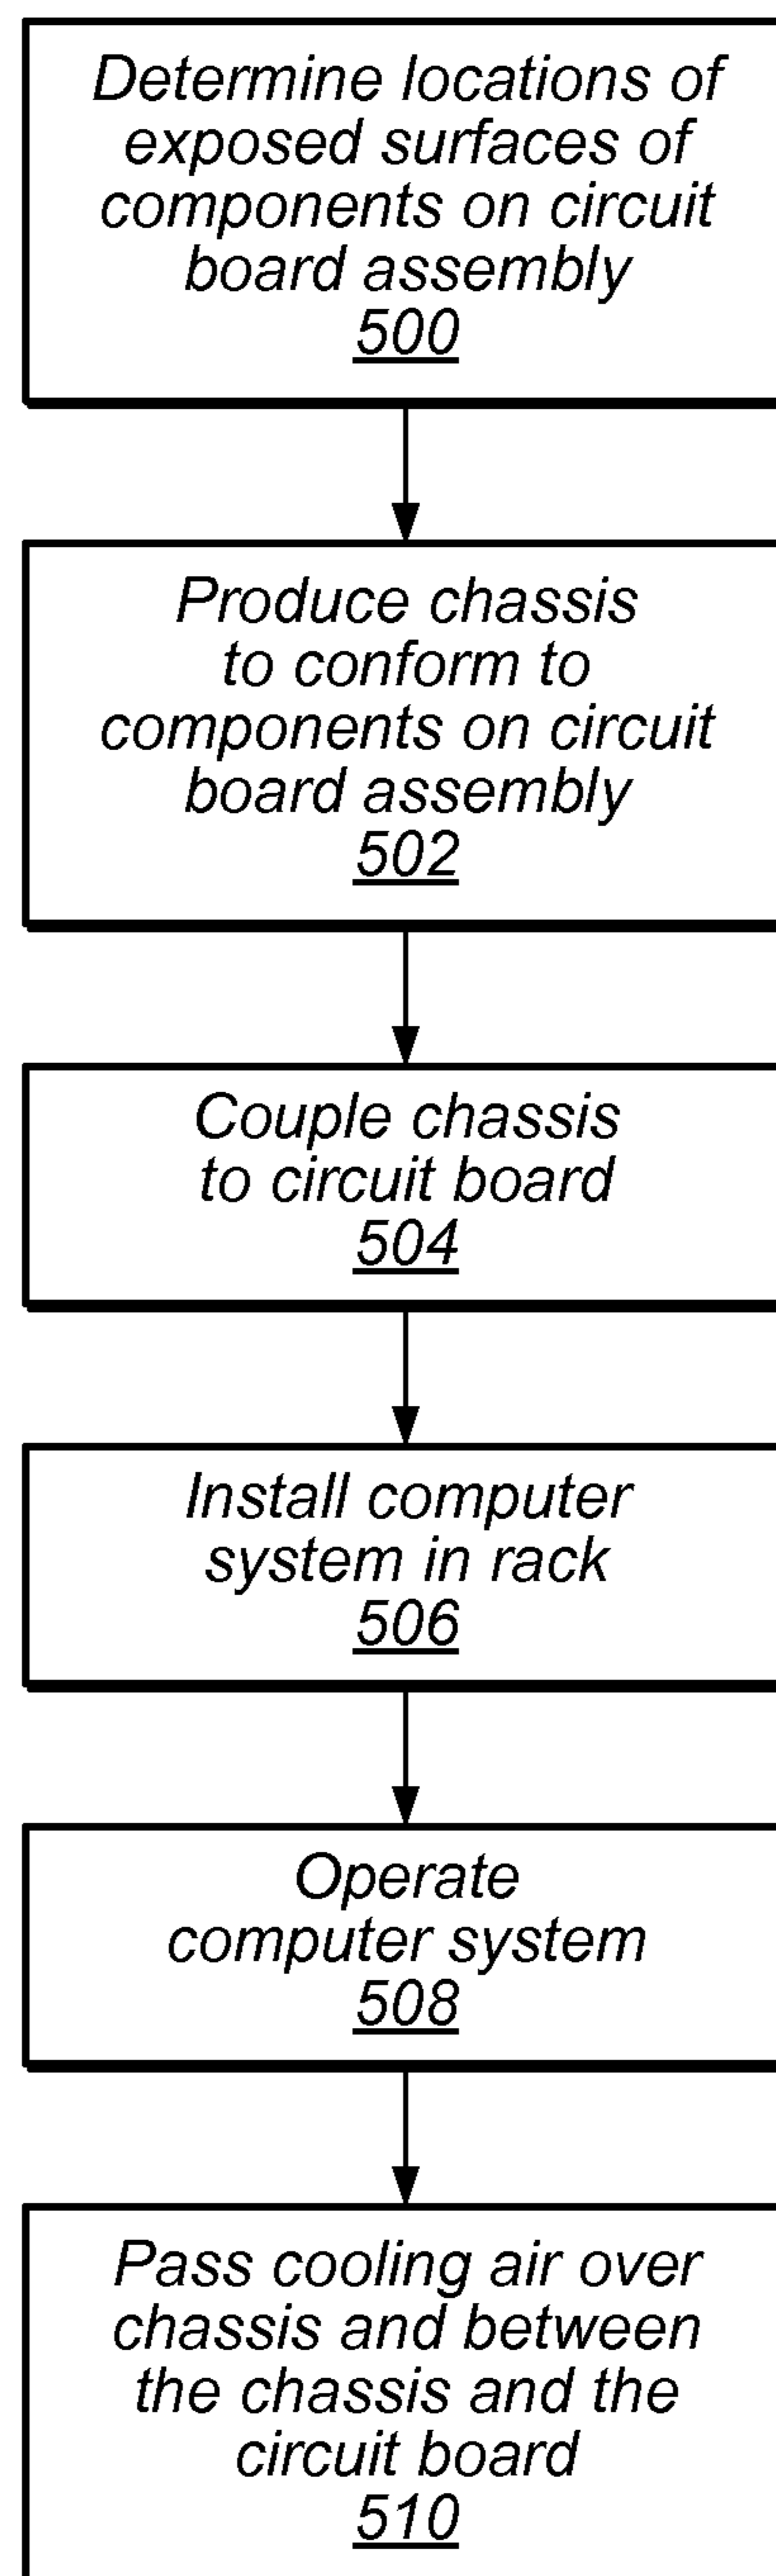 Determine locations of
exposed surfaces of
components on circuit
board assembly
500
Produce chassis
to conform to
components on circuit
board assembly
502
Couple chassis
to circuit board
504
Install computer
system in rack
506
Operate
computer system
508
Pass cooling air over
chassis and between
the chassis and the
circuit board
510